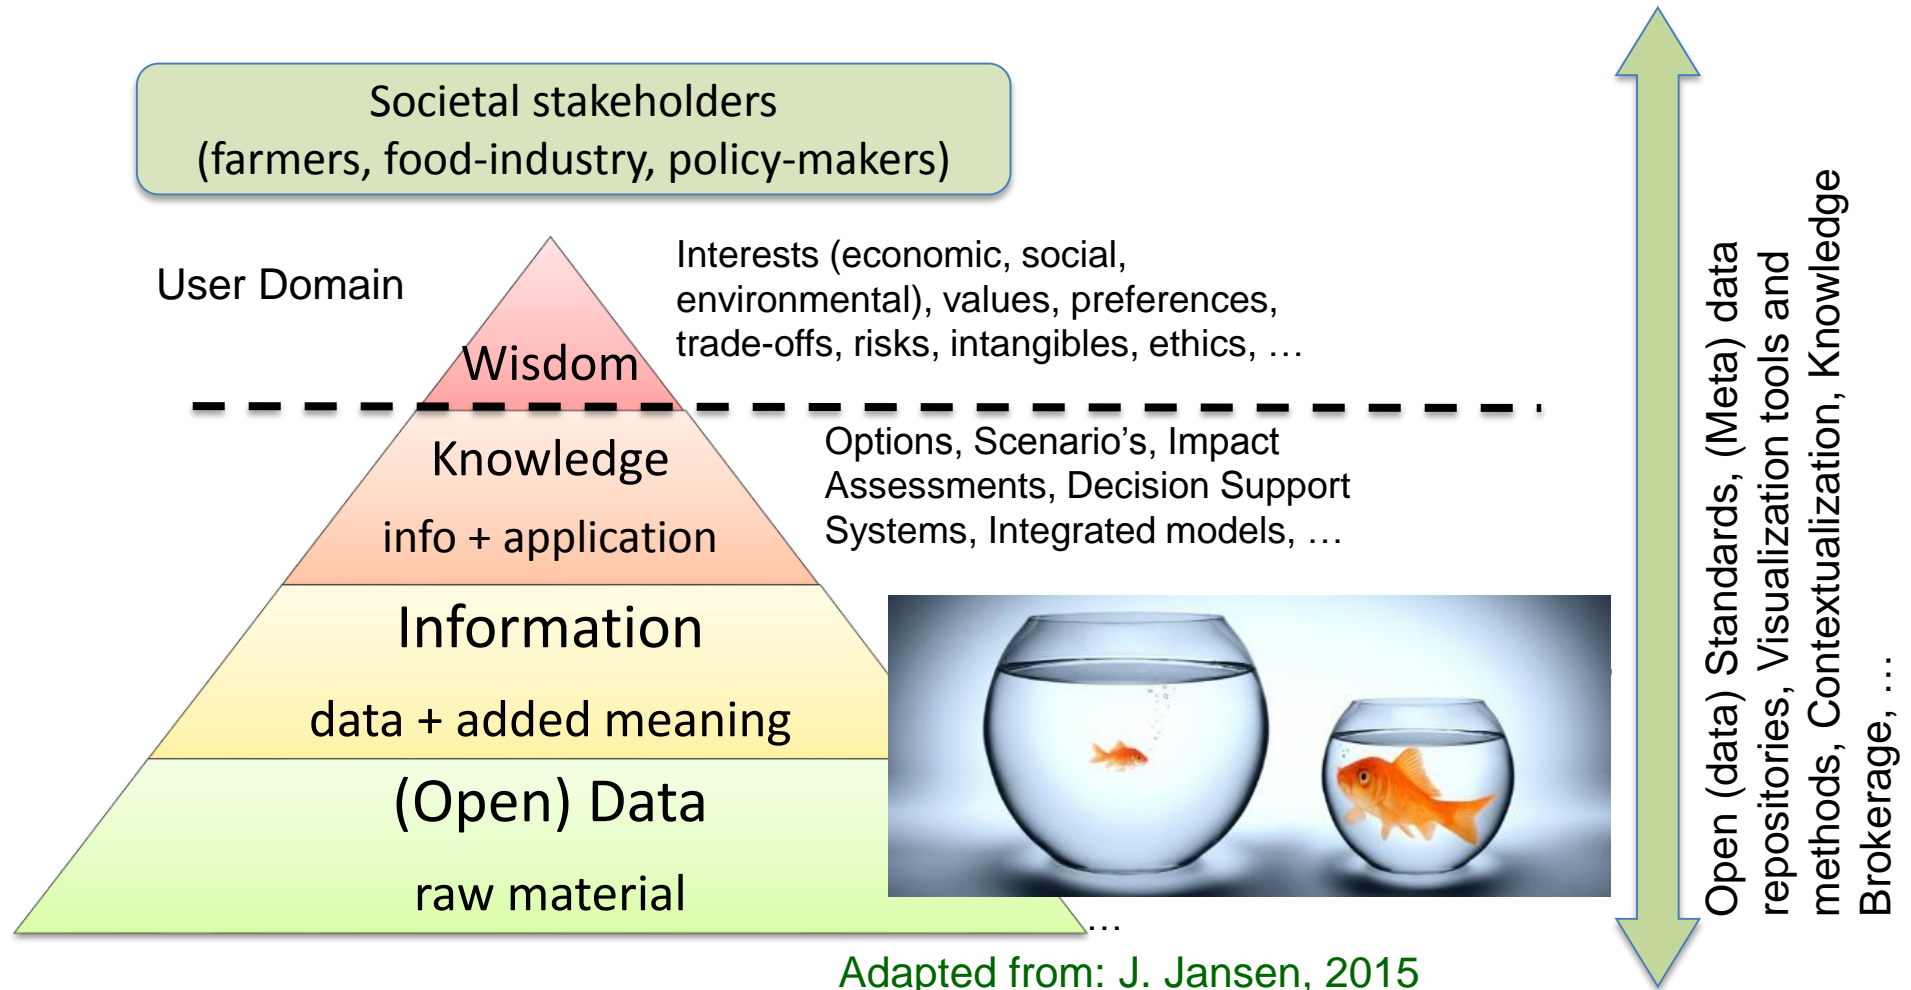 Societal stakeholders
(farmers, food-industry, policy-makers)
User Domain
Interests (economic, social,
environmental), values, preferences,
trade-offs, risks, intangibles, ethics, …
Wisdom
Knowledge
info + application
Options, Scenario’s, Impact
Assessments, Decision Support
Systems, Integrated models, …
Information
data + added meaning
(Open) Data
raw material
…
Adapted from: J. Jansen, 2015
Open (data) Standards, (Meta) data
repositories, Visualization tools and
methods, Contextualization, Knowledge
Brokerage, …